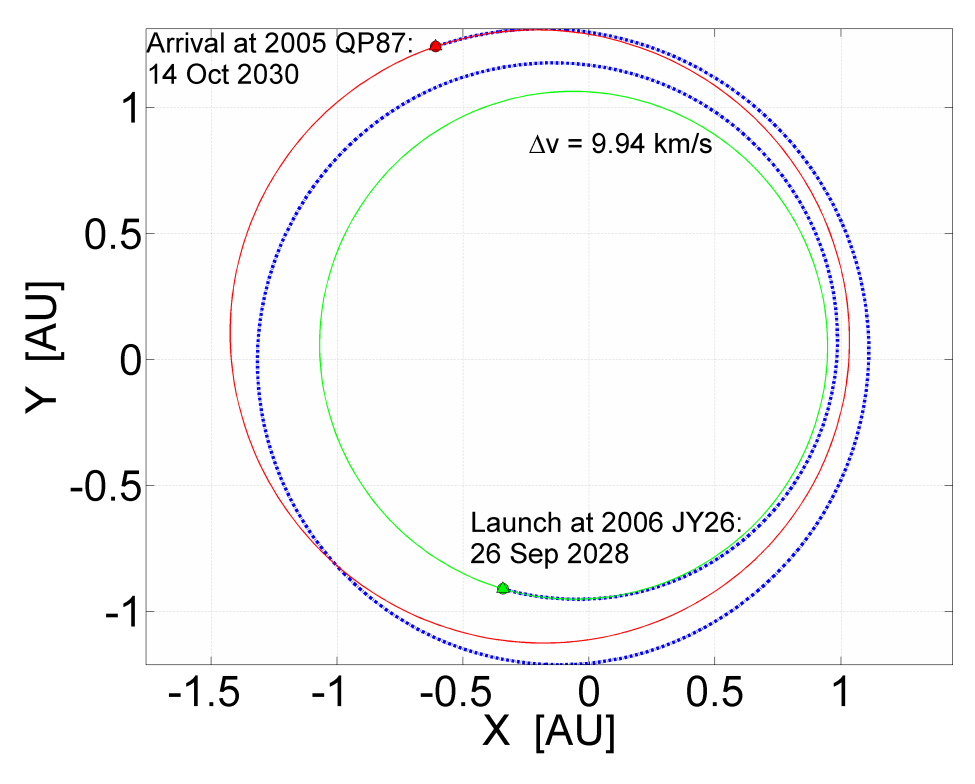 Arrival at 2005 QP87:
14 Oct 2030
Δv = 9.94 km/s
Launch at 2006 JY26:
26 Sep 2028
1
0.5
0
-0.5
-1
Y [AU]
-1.5 -1 -0.5 0 0.5 1
X [AU]